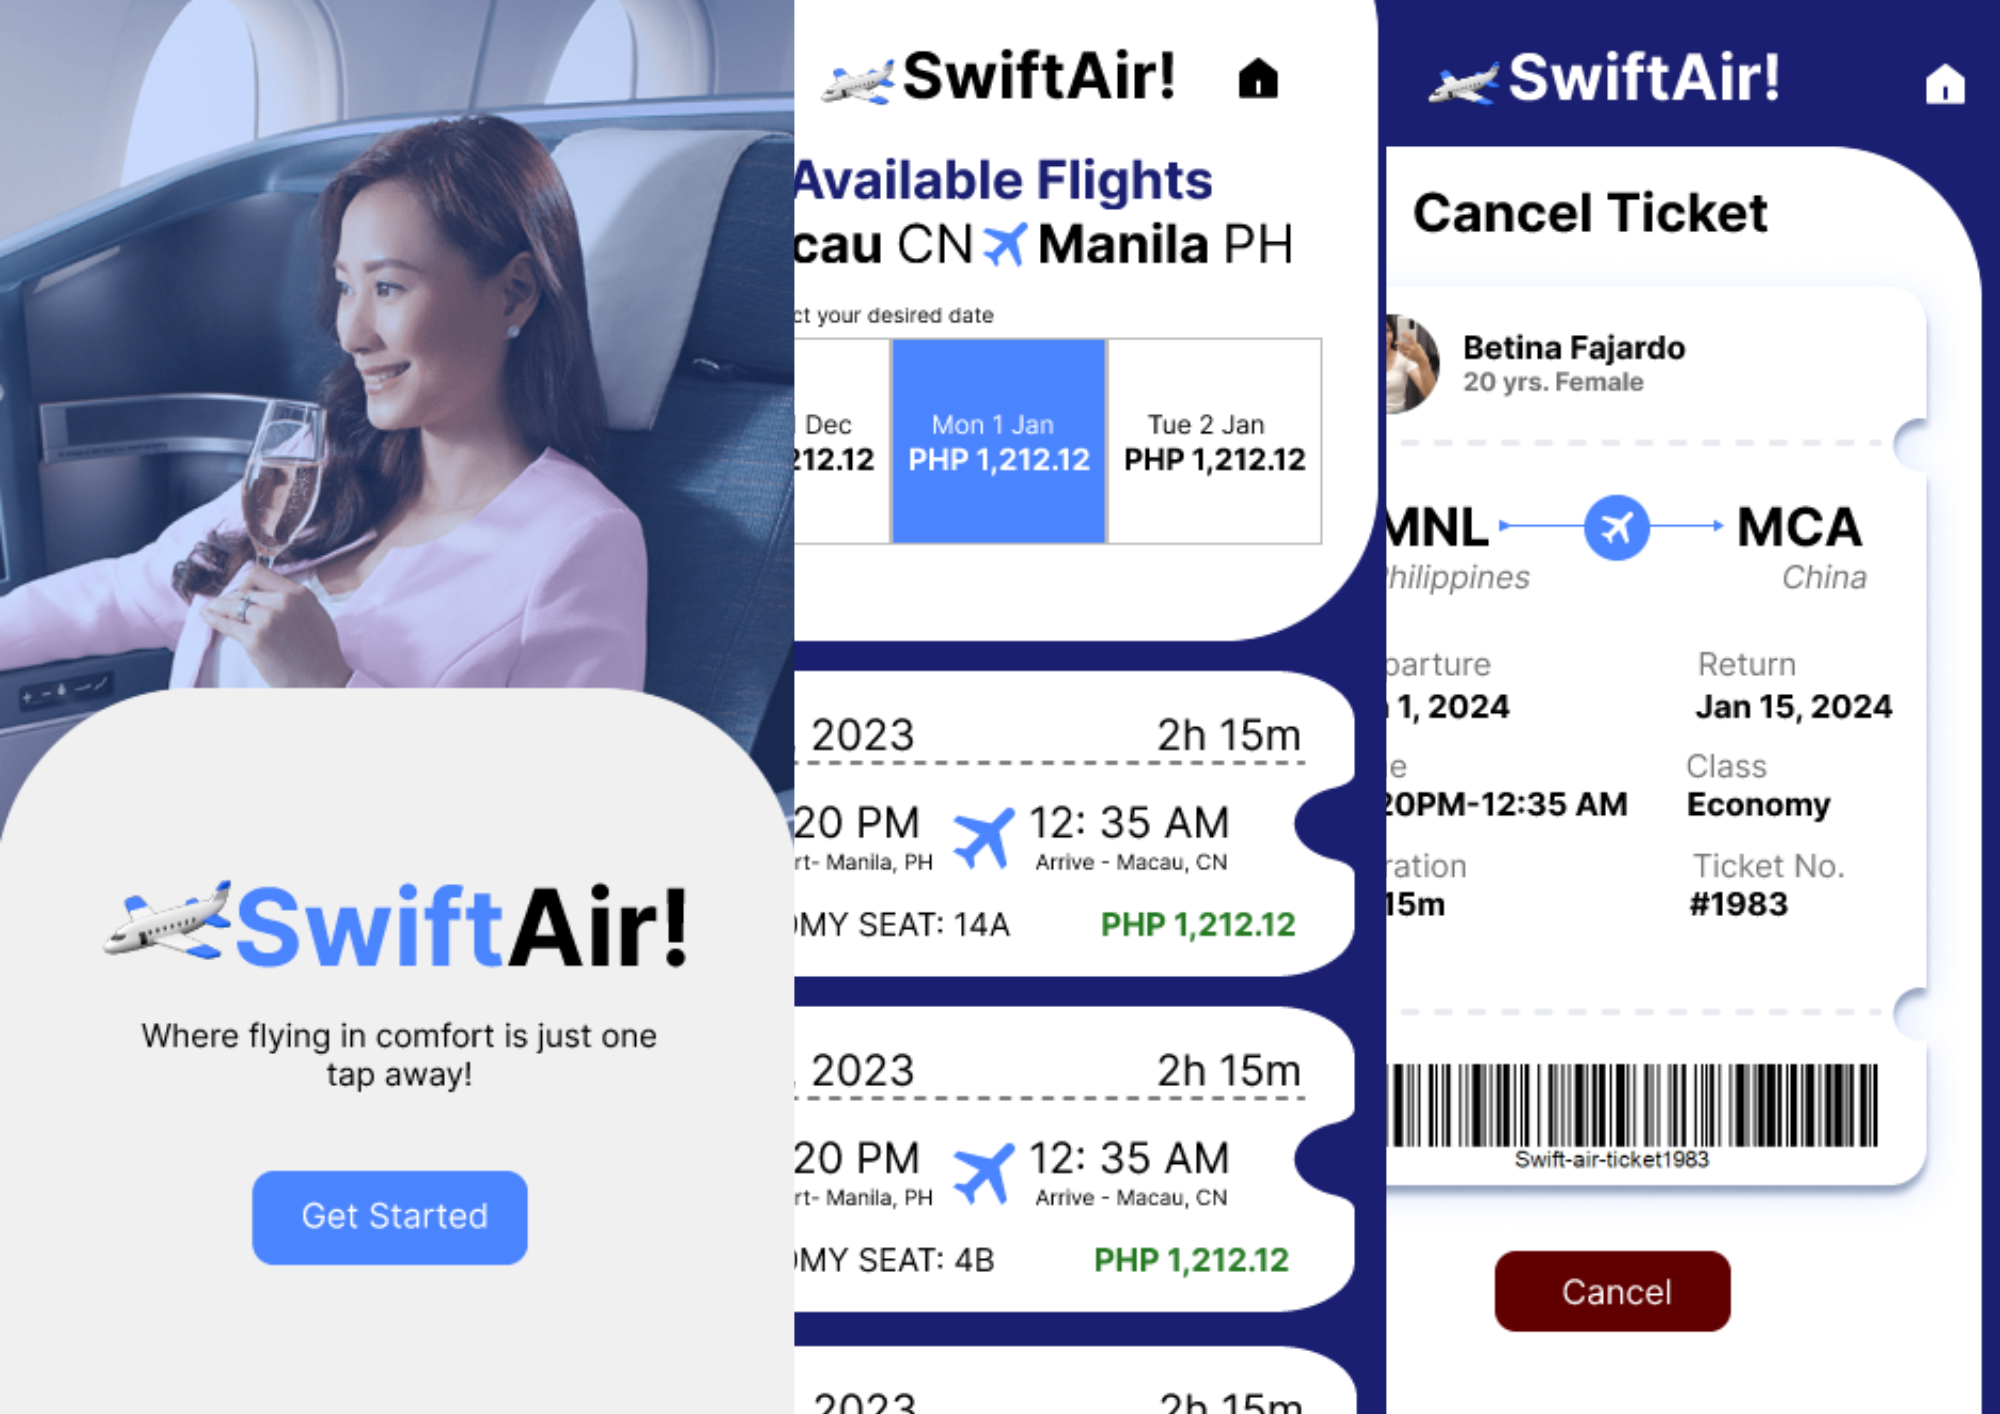 SwiftAir!
Where flying in comfort is just one
tap away!
Get Started
SwiftAir!
Available Flights
cau CN Manila PH
ct your desired date
Dec
212.12
Mon 1 Jan
PHP 1,212.12
Tue 2 Jan
PHP 1,212.12
, 2023 2h 15m
20 PM 12: 35 AM
rt- Manila, PH Arrive - Macau, CN
OMY SEAT: 14A PHP 1,212.12
, 2023 2h 15m
20 PM 12: 35 AM
rt- Manila, PH Arrive - Macau, CN
OMY SEAT: 4B PHP 1,212.12
2023 2h 15m
SwiftAir!
Cancel Ticket
Betina Fajardo
20 yrs. Female
MNL MCA
Philippines China
parture Return
1, 2024 Jan 15, 2024
e Class
20PM-12:35 AM Economy
ration Ticket No.
15m #1983
Swift-air-ticket1983
Cancel